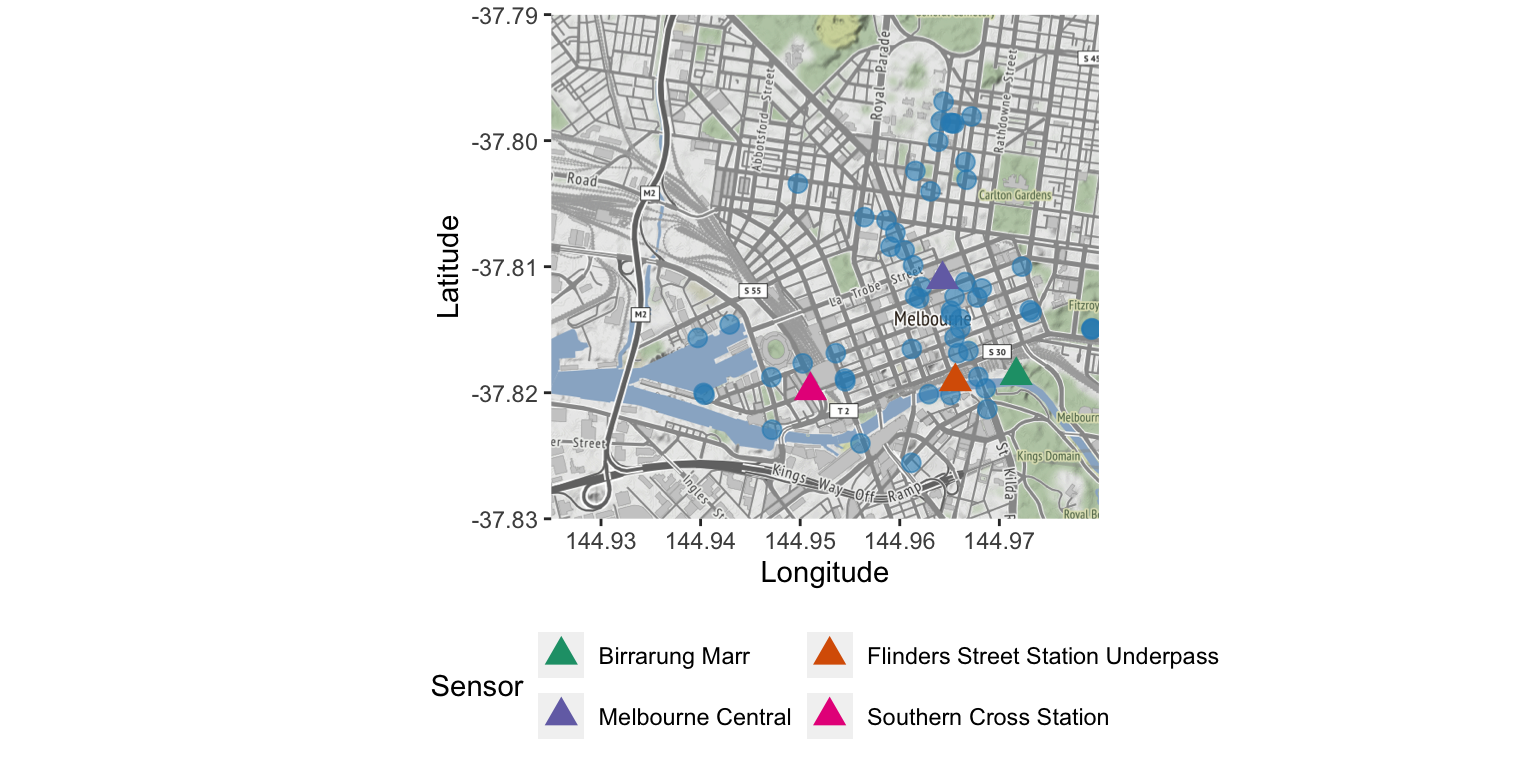 -37.79
-37.80
-37.81
-37.82
-37.83
Latitude
144.93
144.94
144.95
144.96
144.97
Longitude
Royal Parade
Rathdowne Street
Abbotsford Street
S 45
Road
M2
Carlton Gardens
La Trobe Street
S 55
M2
Melbourne
Fitzroy
S 30
T 2
Melbourn
er Street
Kings Domain
Kings Way Off Ramp
St Kilda R
Ingles St
Royal Bo
Sensor
Birrarung Marr
Flinders Street Station Underpass
Melbourne Central
Southern Cross Station